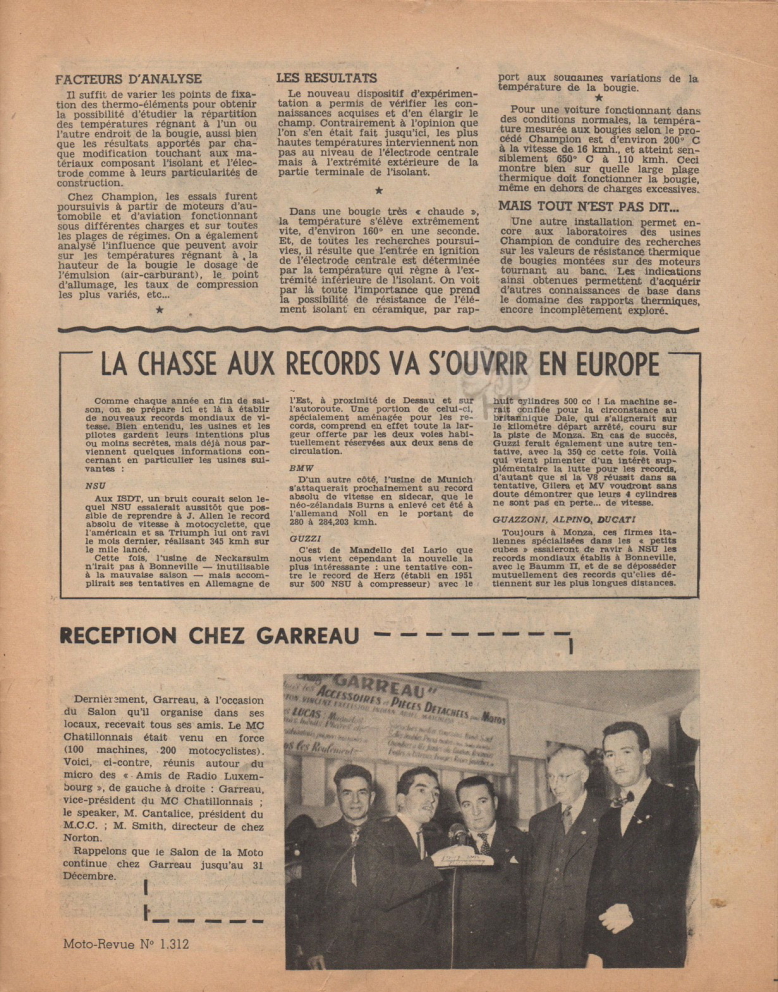 FACTEURS D'ANALYSE
Il suffit de varier les points de fixa-
tion des thermo-éléments pour obtenir
la possibilité d'étudier la répartition
des températures régnant à l'un ou
l'autre endroit de la bougie, aussi bien
que les résultats apportés par cha-
que modification touchant aux ma-
tériaux composant l'isolant et l'élec-
trode comme à leurs particularités de
construction.
Chez Champion, les essais furent
poursuivis à partir de moteurs d'au-
tomobile et d'aviation fonctionnant
sous différentes charges et sur toutes
les plages de régimes. On a également
analysé l'influence que peuvent avoir
sur les températures régnant à la
hauteur de la bougie le dosage de
l'émulsion (air-carburant), le point
d'allumage, les taux de compression
les plus variés, etc...
★
LES RESULTATS
Le nouveau dispositif d'expérimen-
tation a permis de vérifier les con-
naissances acquises et d'en élargir le
champ. Contrairement à l'opinion que
l'on s'en était fait jusqu'ici, les plus
hautes températures interviennent non
pas au niveau de l'électrode centrale
mais à l'extrémité extérieure de la
partie terminale de l'isolant.
★
Dans une bougie très « chaude »,
la température s'élève extrêmement
vite, d'environ 160° en une seconde.
Et, de toutes les recherches poursui-
vies, il résulte que l'entrée en ignition
de l'électrode centrale est déterminée
par la température qui règne à l'ex-
trémité inférieure de l'isolant. On voit
par là toute l'importance que prend
la possibilité de résistance de l'élé-
ment isolant en céramique, par rap-
port aux soudaines variations de la
température de la bougie.
★
Pour une voiture fonctionnant dans
des conditions normales, la tempéra-
ture mesurée aux bougies selon le pro-
cédé Champion est d'environ 200° C
à la vitesse de 16 kmh., et atteint sen-
siblement 650° C à 110 kmh. Ceci
montre bien sur quelle large plage
thermique doit fonctionner la bougie,
même en dehors de charges excessives.
MAIS TOUT N'EST PAS DIT...
Une autre installation permet en-
core aux laboratoires des usines
Champion de conduire des recherches
sur les valeurs de résistance thermique
de bougies montées sur des moteurs
tournant au banc. Les indications
ainsi obtenues permettent d'acquérir
d'autres connaissances de base dans
le domaine des rapports thermiques,
encore incomplètement exploré.
LA CHASSE AUX RECORDS VA S'OUVRIR EN EUROPE
Comme chaque année en fin de sai-
son, on se prépare ici et là à établir
de nouveaux records mondiaux de vi-
tesse. Bien entendu, les usines et les
pilotes gardent leurs intentions plus
ou moins secrètes, mais déjà nous par-
viennent quelques informations con-
cernant en particulier les usines sui-
vantes :
NSU
Aux ISDT, un bruit courait selon le-
quel NSU essaierait aussitôt que pos-
sible de reprendre à J. Allen le record
absolu de vitesse à motocyclette, que
l'américain et sa Triumph lui ont ravi
le mois dernier, réalisant 345 kmh sur
le mile lancé.
Cette fois, l'usine de Neckarsulm
n'irait pas à Bonneville — inutilisable
à la mauvaise saison — mais accom-
plirait ses tentatives en Allemagne de
l'Est, à proximité de Dessau et sur
l'autoroute. Une portion de celui-ci,
spécialement aménagée pour les re-
cords, comprend en effet toute la lar-
geur offerte par les deux voies habi-
tuellement réservées aux deux sens de
circulation.
BMW
D'un autre côté, l'usine de Munich
s'attaquerait prochainement au record
absolu de vitesse en sidecar, que le
néo-zélandais Burns a enlevé cet été à
l'allemand Noll en le portant de
280 à 284,203 kmh.
GUZZI
C'est de Mandello del Lario que
nous vient cependant la nouvelle la
plus intéressante : une tentative con-
tre le record de Herz (établi en 1951
sur 500 NSU à compresseur) avec le
huit cylindres 500 cc ! La machine se-
rait confiée pour la circonstance au
britannique Dale, qui s'alignerait sur
le kilomètre départ arrêté, couru sur
la piste de Monza. En cas de succès,
Guzzi ferait également une autre ten-
tative, avec la 350 cc cette fois. Voilà
qui vient pimenter d'un intérêt sup-
plémentaire la lutte pour les records,
d'autant que si la V8 réussit dans sa
tentative, Gilera et MV voudront sans
doute démontrer que leurs 4 cylindres
ne sont pas en perte... de vitesse.
GUAZZONI, ALPINO, DUCATI
Toujours à Monza, ces firmes ita-
liennes spécialisées dans les « petits
cubes » essaieront de ravir à NSU les
records mondiaux établis à Bonneville,
avec le Baumm II, et de se déposséder
mutuellement des records qu'elles dé-
tiennent sur les plus longues distances.
RECEPTION CHEZ GARREAU
Dernièrement, Garreau, à l'occasion
du Salon qu'il organise dans ses
locaux, recevait tous ses amis. Le MC
Chatillonnais était venu en force
(100 machines, 200 motocyclistes).
Voici, ci-contre, réunis autour du
micro des « Amis de Radio Luxem-
bourg », de gauche à droite : Garreau,
vice-président du MC Chatillonnais ;
le speaker, M. Cantalice, président du
M.C.C. ; M. Smith, directeur de chez
Norton.
Rappelons que le Salon de la Moto
continue chez Garreau jusqu'au 31
Décembre.
"GARREAU"
ACCESSOIRES et PIECES DETACHEES pour Motos
LUCAS
Moto-Revue N° 1.312